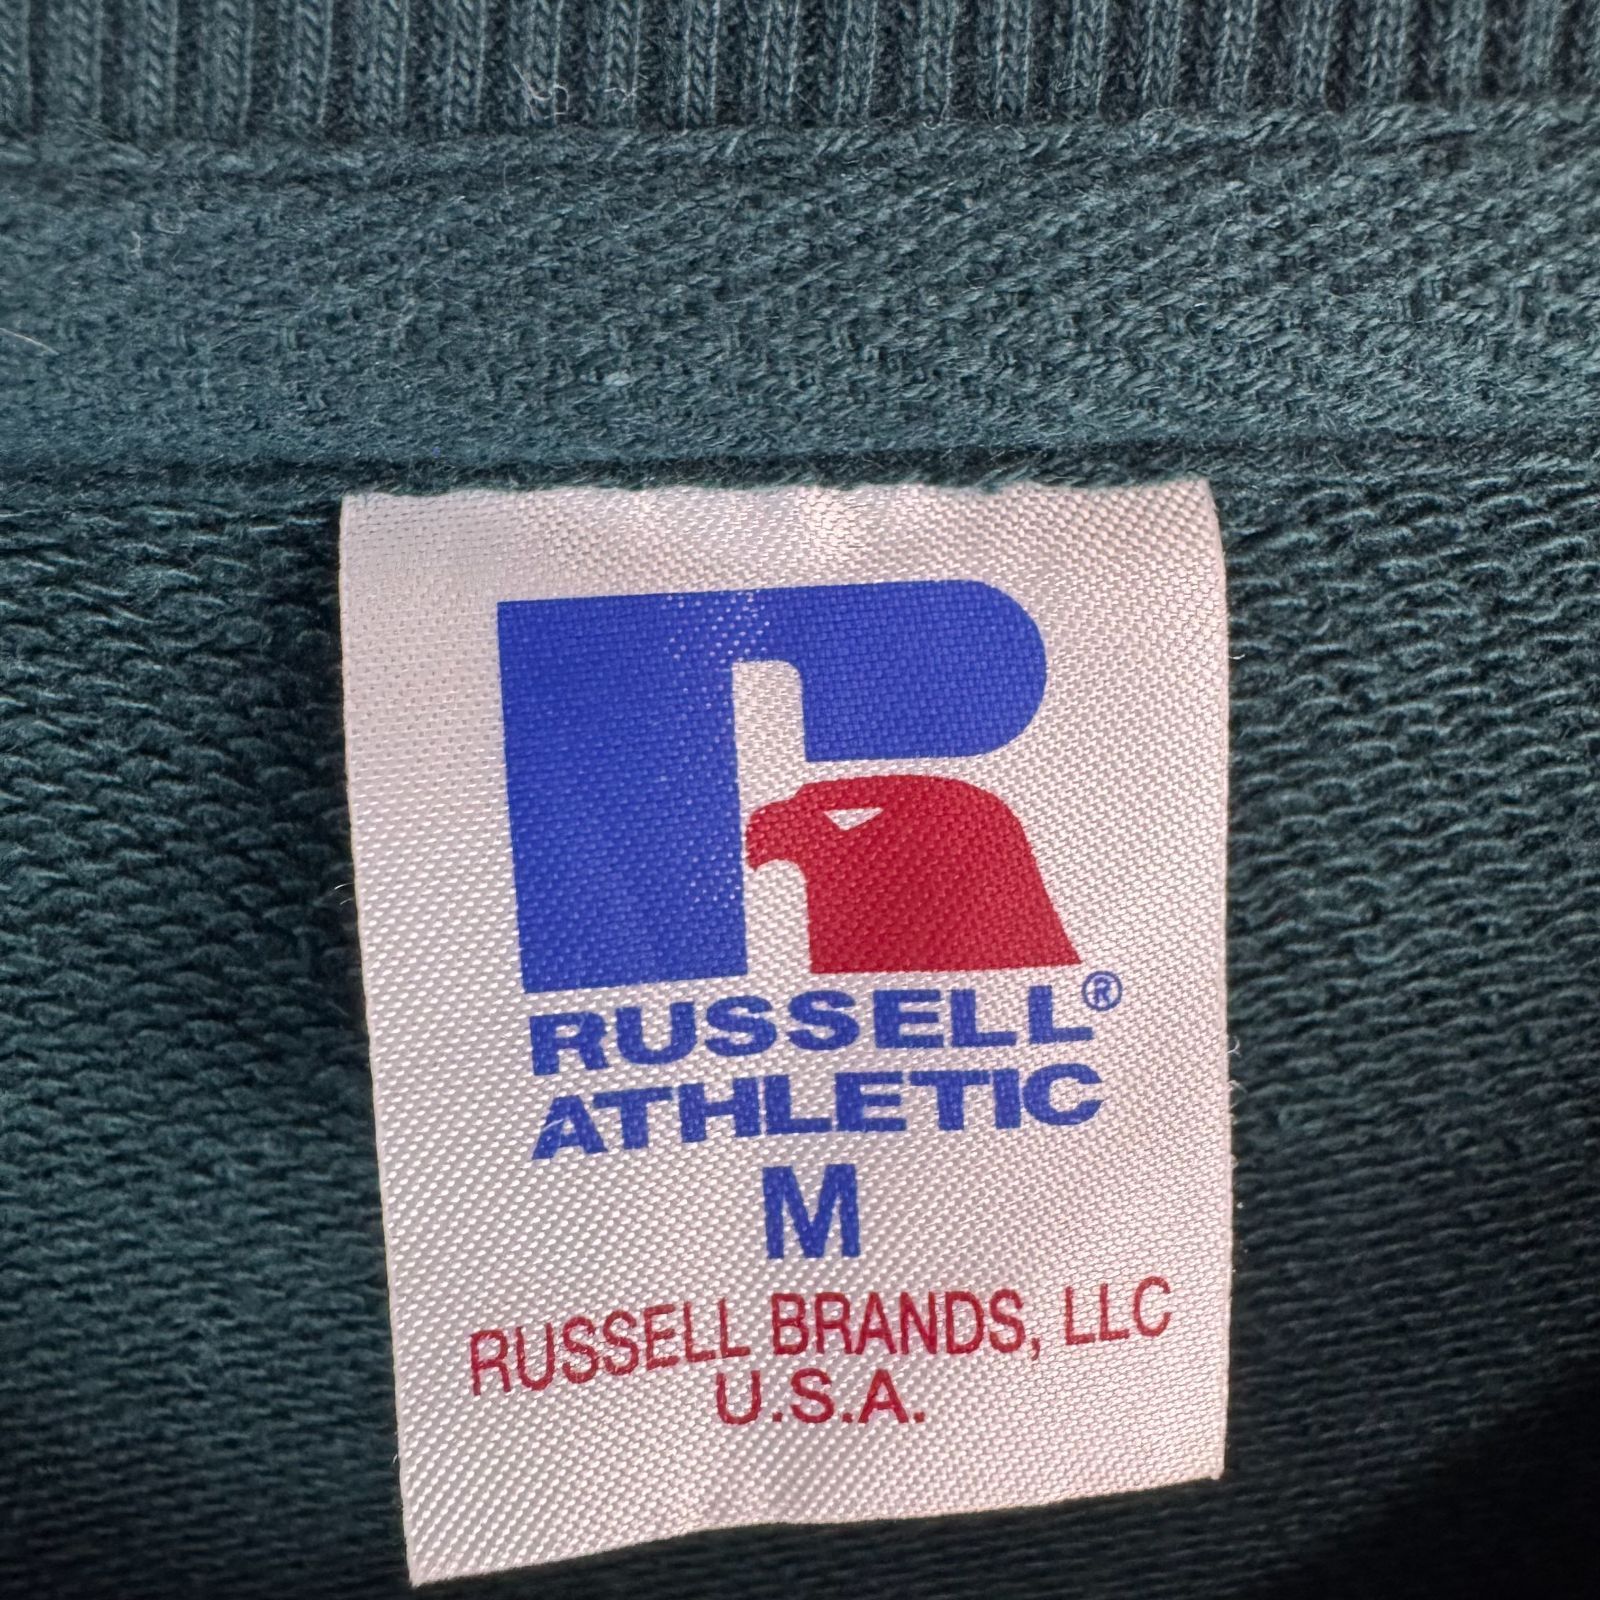 RUSSELL®
ATHLETIC
M
RUSSELL BRANDS, LLC
U.S.A.